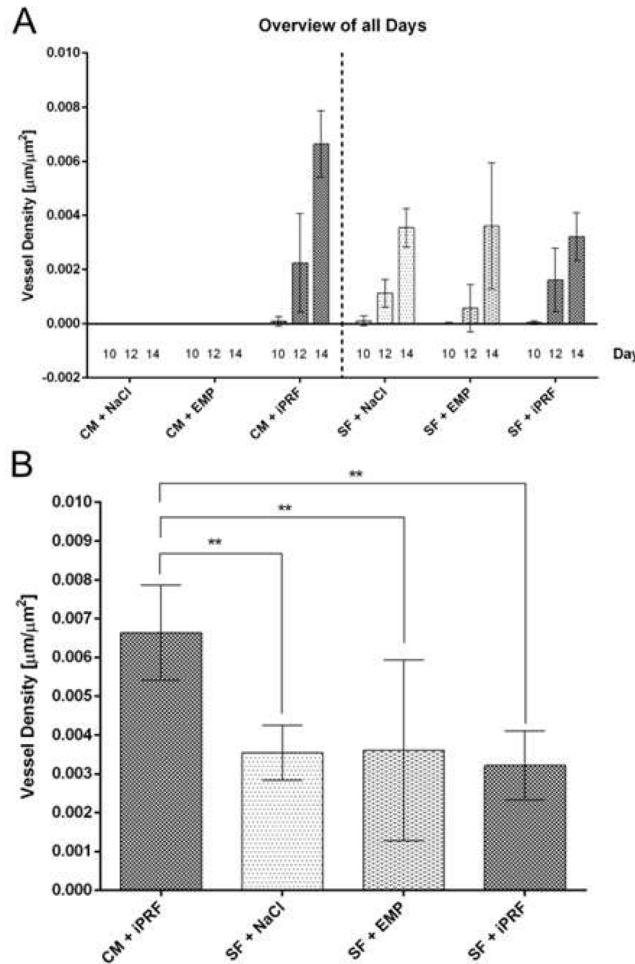 A
Overview of all Days
Vessel Density [μm/μm²]
0.010
0.008
0.006
0.004
0.002
0.000
-0.002
10 12 14 10 12 14 10 12 14 10 12 14 10 12 14 10 12 14 Day
CM + NaCl
CM + EMP
CM + iPRF
SF + NaCl
SF + EMP
SF + iPRF
B
Vessel Density [μm/μm²]
0.010
0.009
0.008
0.007
0.006
0.005
0.004
0.003
0.002
0.001
0.000
**
**
**
CM + iPRF
SF + NaCl
SF + EMP
SF + iPRF